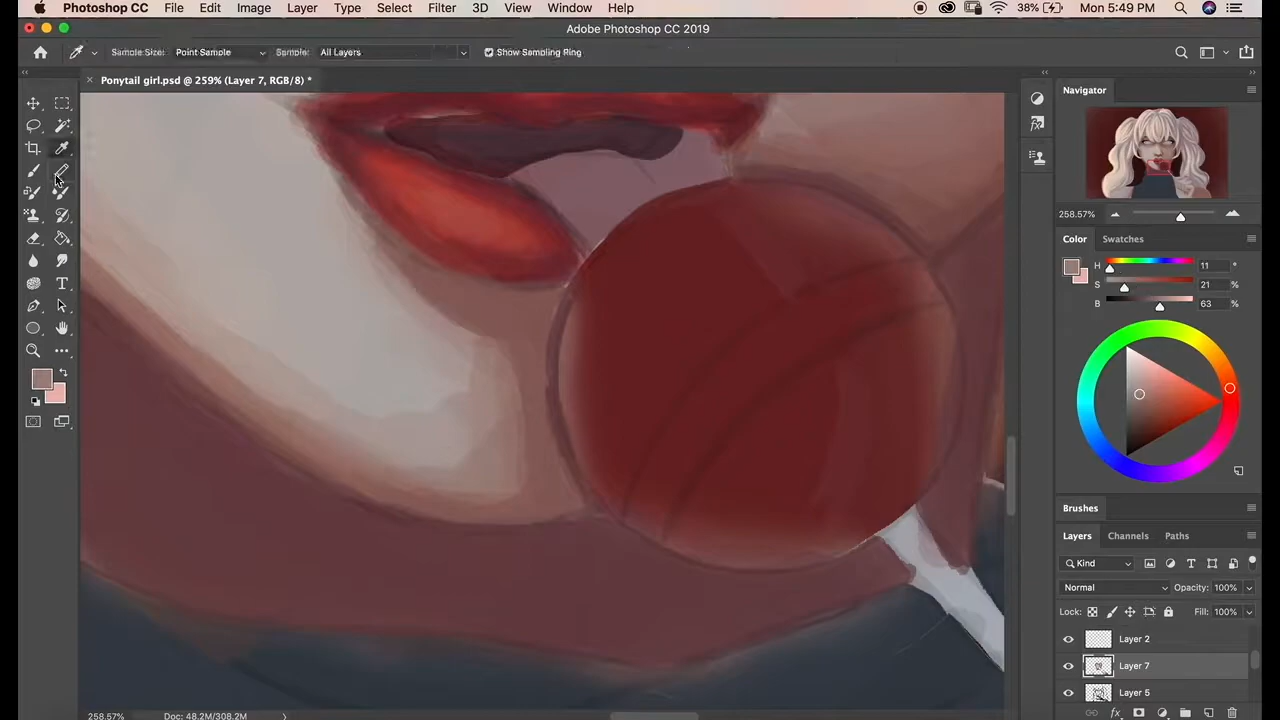 Photoshop CC File Edit Image Layer Type Select Filter 3D View Window Help 38% Mon 5:49 PM
Adobe Photoshop CC 2019
Sample Size: Point Sample Sample: All Layers Show Sampling Ring
Ponytail girl.psd @ 259% (Layer 7, RGB/8) *
Navigator
258.57%
Color Swatches
H 11 °
S 21 %
B 63 %
T
Brushes
Layers Channels Paths
Kind T
Normal Opacity: 100%
Lock: Fill: 100%
Layer 2
Layer 7
Layer 5
fx
258.57% Doc: 48.2M/308.2M